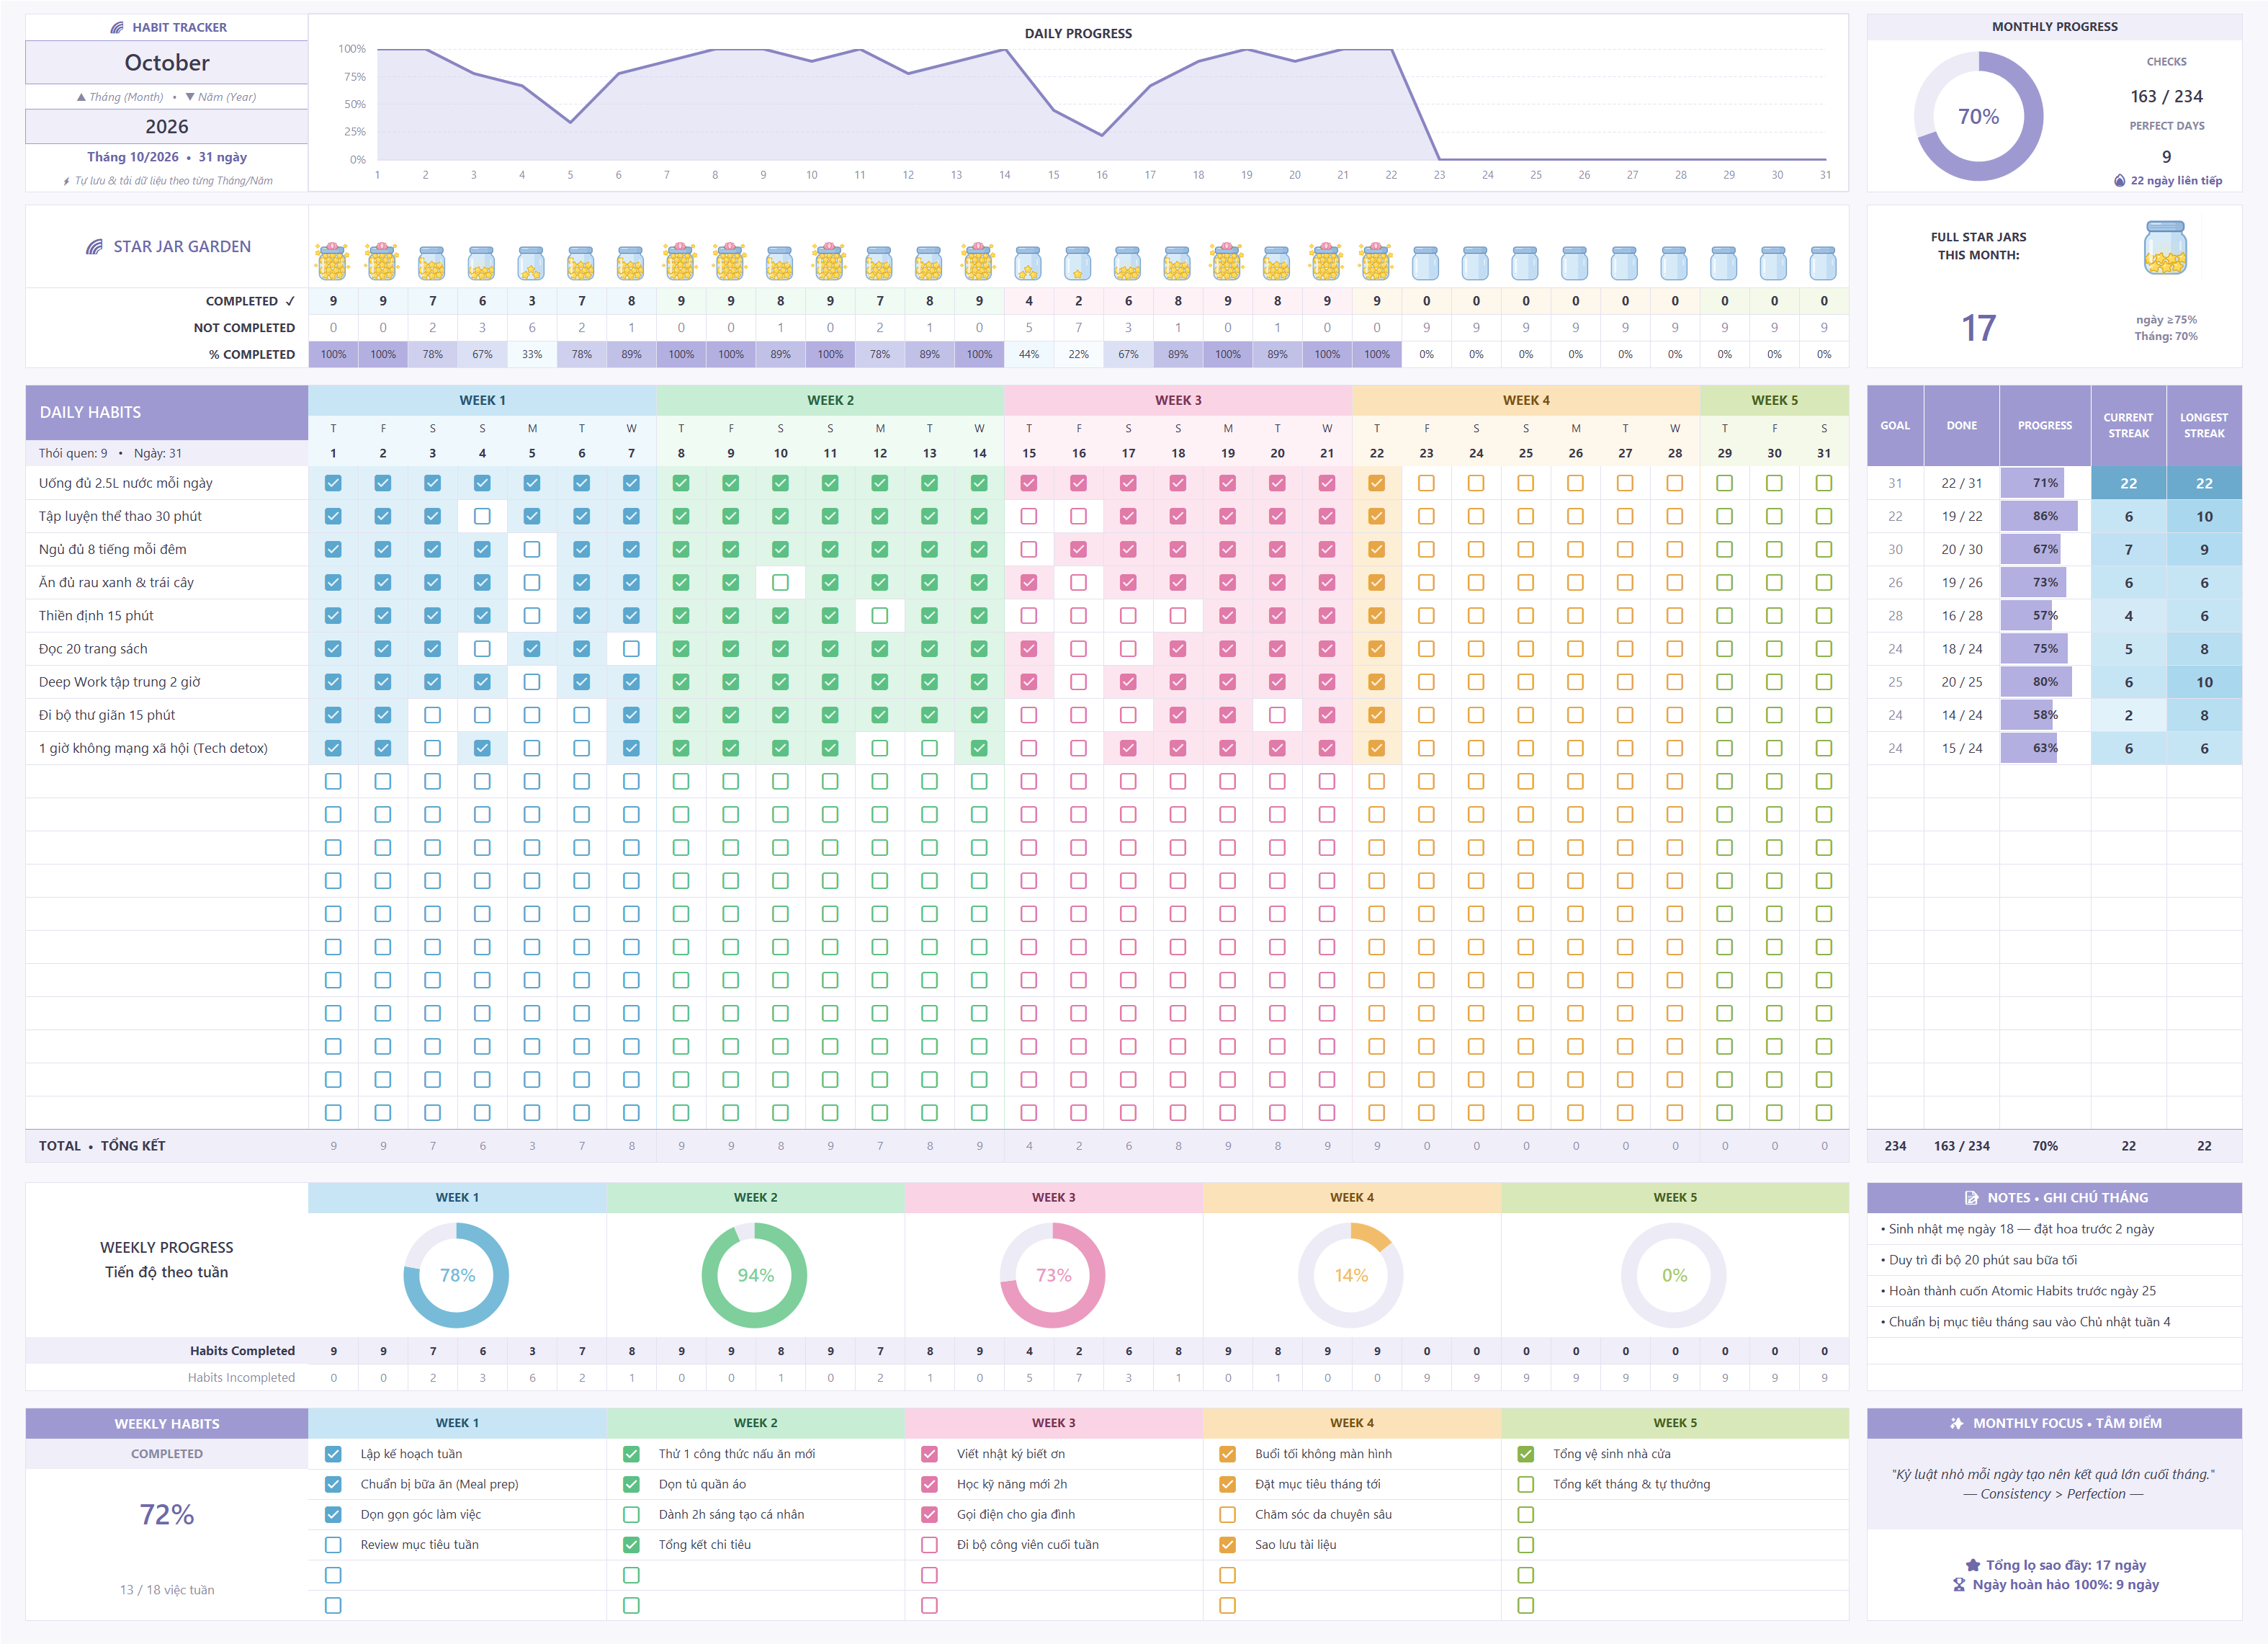 HABIT TRACKER
October
▲ Tháng (Month) • ▼ Năm (Year)
2026
Tháng 10/2026 • 31 ngày
Tự lưu & tải dữ liệu theo từng Tháng/Năm
DAILY PROGRESS
100%
75%
50%
25%
0%
1 2 3 4 5 6 7 8 9 10 11 12 13 14 15 16 17 18 19 20 21 22 23 24 25 26 27 28 29 30 31
MONTHLY PROGRESS
70%
CHECKS
163 / 234
PERFECT DAYS
9
22 ngày liên tiếp
STAR JAR GARDEN
COMPLETED ✓ 9 9 7 6 3 7 8 9 9 8 9 7 8 9 4 2 6 8 9 8 9 9 0 0 0 0 0 0 0 0 0
NOT COMPLETED 0 0 2 3 6 2 1 0 0 1 0 2 1 0 5 7 3 1 0 1 0 0 9 9 9 9 9 9 9 9 9
% COMPLETED 100% 100% 78% 67% 33% 78% 89% 100% 100% 89% 100% 78% 89% 100% 44% 22% 67% 89% 100% 89% 100% 100% 0% 0% 0% 0% 0% 0% 0% 0% 0%
FULL STAR JARS
THIS MONTH:
17
ngày ≥75%
Tháng: 70%
DAILY HABITS
WEEK 1 WEEK 2 WEEK 3 WEEK 4 WEEK 5
T F S S M T W T F S S M T W T F S S M T W T F S S M T W T F S
Thói quen: 9 • Ngày: 31
1 2 3 4 5 6 7 8 9 10 11 12 13 14 15 16 17 18 19 20 21 22 23 24 25 26 27 28 29 30 31
GOAL DONE PROGRESS CURRENT STREAK LONGEST STREAK
Uống đủ 2.5L nước mỗi ngày 31 22 / 31 71% 22 22
Tập luyện thể thao 30 phút 22 19 / 22 86% 6 10
Ngủ đủ 8 tiếng mỗi đêm 30 20 / 30 67% 7 9
Ăn đủ rau xanh & trái cây 26 19 / 26 73% 6 6
Thiền định 15 phút 28 16 / 28 57% 4 6
Đọc 20 trang sách 24 18 / 24 75% 5 8
Deep Work tập trung 2 giờ 25 20 / 25 80% 6 10
Đi bộ thư giãn 15 phút 24 14 / 24 58% 2 8
1 giờ không mạng xã hội (Tech detox) 24 15 / 24 63% 6 6
TOTAL • TỔNG KẾT 9 9 7 6 3 7 8 9 9 8 9 7 8 9 4 2 6 8 9 8 9 9 0 0 0 0 0 0 0 0 0 234 163 / 234 70% 22 22
WEEKLY PROGRESS
Tiến độ theo tuần
WEEK 1 WEEK 2 WEEK 3 WEEK 4 WEEK 5
78% 94% 73% 14% 0%
Habits Completed 9 9 7 6 3 7 8 9 9 8 9 7 8 9 4 2 6 8 9 8 9 9 0 0 0 0 0 0 0 0 0
Habits Incompleted 0 0 2 3 6 2 1 0 0 1 0 2 1 0 5 7 3 1 0 1 0 0 9 9 9 9 9 9 9 9 9
NOTES • GHI CHÚ THÁNG
• Sinh nhật mẹ ngày 18 — đặt hoa trước 2 ngày
• Duy trì đi bộ 20 phút sau bữa tối
• Hoàn thành cuốn Atomic Habits trước ngày 25
• Chuẩn bị mục tiêu tháng sau vào Chủ nhật tuần 4
WEEKLY HABITS
COMPLETED
72%
13 / 18 việc tuần
WEEK 1 WEEK 2 WEEK 3 WEEK 4 WEEK 5
Lập kế hoạch tuần Thử 1 công thức nấu ăn mới Viết nhật ký biết ơn Buổi tối không màn hình Tổng vệ sinh nhà cửa
Chuẩn bị bữa ăn (Meal prep) Dọn tủ quần áo Học kỹ năng mới 2h Đặt mục tiêu tháng tới Tổng kết tháng & tự thưởng
Dọn gọn góc làm việc Dành 2h sáng tạo cá nhân Gọi điện cho gia đình Chăm sóc da chuyên sâu
Review mục tiêu tuần Tổng kết chi tiêu Đi bộ công viên cuối tuần Sao lưu tài liệu
MONTHLY FOCUS • TÂM ĐIỂM
"Kỷ luật nhỏ mỗi ngày tạo nên kết quả lớn cuối tháng."
— Consistency > Perfection —
Tổng lọ sao đầy: 17 ngày
Ngày hoàn hảo 100%: 9 ngày